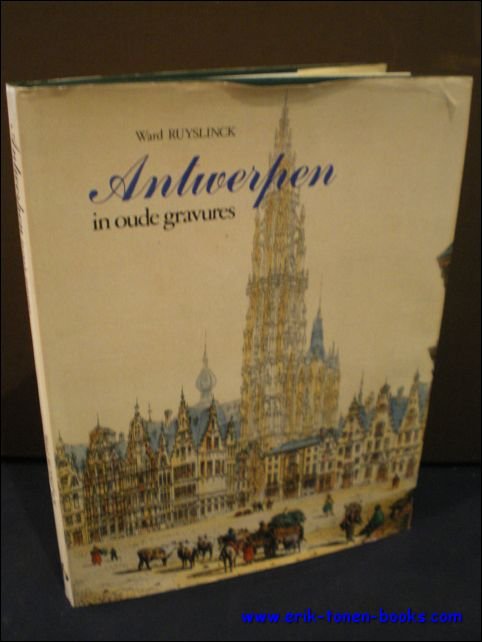 Ward RUYSLINCK
Antwerpen
in oude gravures
www.erik-tonen-books.com